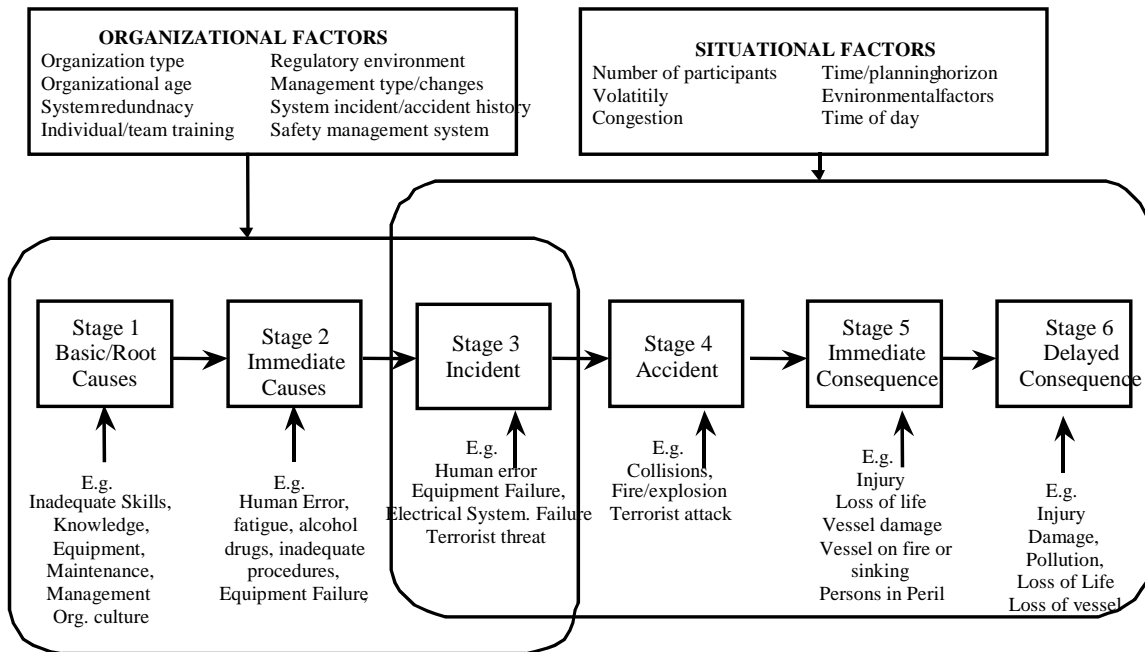 ORGANIZATIONAL FACTORS
Organization type
Organizational age
Systemredundnacy
Individual/team training
Regulatory environment
Management type/changes
System incident/accident history
Safety management system
SITUATIONAL FACTORS
Number of participants
Volatitily
Congestion
Time/planninghorizon
Evnironmentalfactors
Time of day
Stage 1
Basic/Root
Causes
Stage 2
Immediate
Causes
Stage 3
Incident
Stage 4
Accident
Stage 5
Immediate
Consequence
Stage 6
Delayed
Consequence
E.g.
Inadequate Skills,
Knowledge,
Equipment,
Maintenance,
Management
Org. culture
E.g.
Human Error,
fatigue, alcohol
drugs, inadequate
procedures,
Equipment Failure,
E.g.
Human error
Equipment Failure,
Electrical System. Failure
Terrorist threat
E.g.
Collisions,
Fire/explosion
Terrorist attack
E.g.
Injury
Loss of life
Vessel damage
Vessel on fire or
sinking
Persons in Peril
E.g.
Injury
Damage,
Pollution,
Loss of Life
Loss of vessel